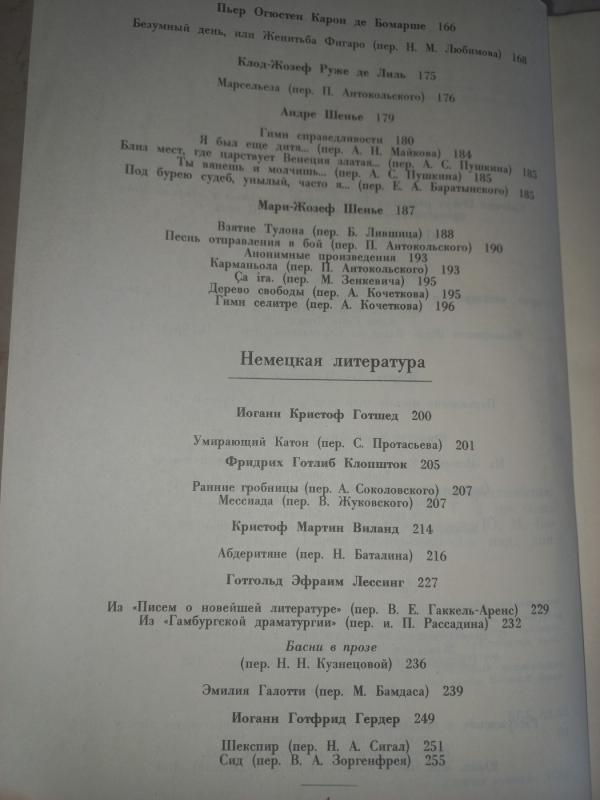 Пьер Огюстен Карон де Бомарше 166
Безумный день, или Женитьба Фигаро (пер. Н. М. Любимова) 168
Клод-Жозеф Руже де Лиль 175
Марсельеза (пер. П. Антокольского) 176
Андре Шенье 179
Гимн справедливости 180
Я был еще дитя... (пер. А. Н. Майкова) 184
Близ мест, где царствует Венеция златая... (пер. А. С. Пушкина) 185
Ты вянешь и молчишь... (пер. А. С. Пушкина) 185
Под бурею судеб, унылый, часто я... (пер. Е. А. Баратынского) 185
Мари-Жозеф Шенье 187
Взятие Тулона (пер. Б. Лившица) 188
Песнь отправления в бой (пер. П. Антокольского) 190
Анонимные произведения 193
Карманьола (пер. П. Антокольского) 193
Ça ira. (пер. М. Зенкевича) 195
Дерево свободы (пер. А. Кочеткова) 195
Гимн селитре (пер. А. Кочеткова) 196
Немецкая литература
Иоганн Кристоф Готшед 200
Умирающий Катон (пер. С. Протасьева) 201
Фридрих Готлиб Клопшток 205
Ранние гробницы (пер. А. Соколовского) 207
Мессиада (пер. В. Жуковского) 207
Кристоф Мартин Виланд 214
Абдеритяне (пер. Н. Баталина) 216
Готгольд Эфраим Лессинг 227
Из «Писем о новейшей литературе» (пер. В. Е. Гаккель-Аренс) 229
Из «Гамбургской драматургии» (пер. и. П. Рассадина) 232
Басни в прозе
(пер. Н. Н. Кузнецовой) 236
Эмилия Галотти (пер. М. Бамдаса) 239
Иоганн Готфрид Гердер 249
Шекспир (пер. Н. А. Сигал) 251
Сид (пер. В. А. Зоргенфрея) 255